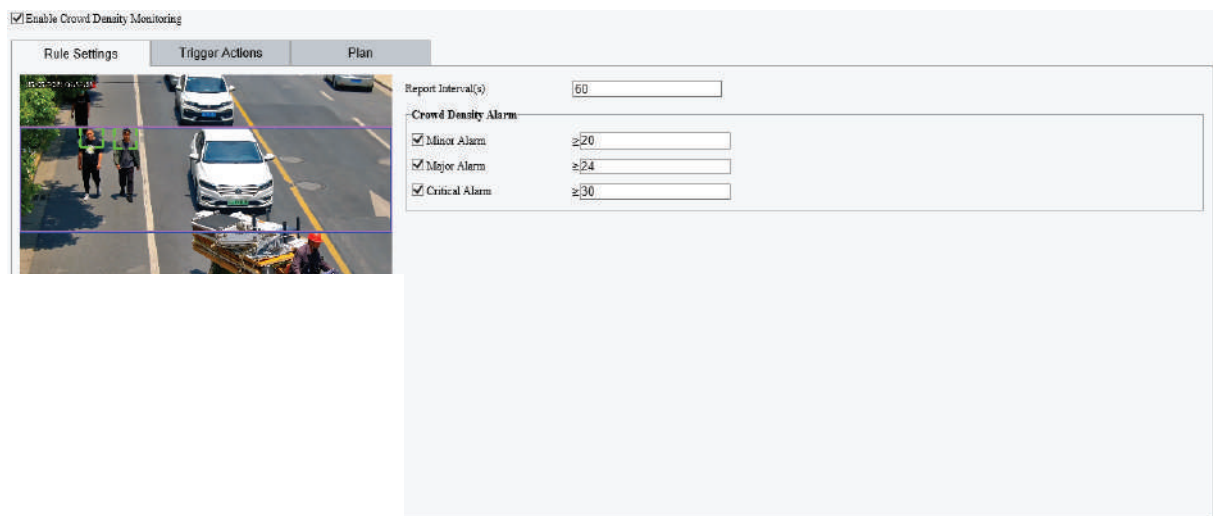 Enable Crowd Density Monitoring
Rule Settings
Trigger Actions
Plan
Report Interval(s)
60
Crowd Density Alarm
Minor Alarm
≥20
Major Alarm
≥24
Critical Alarm
≥30